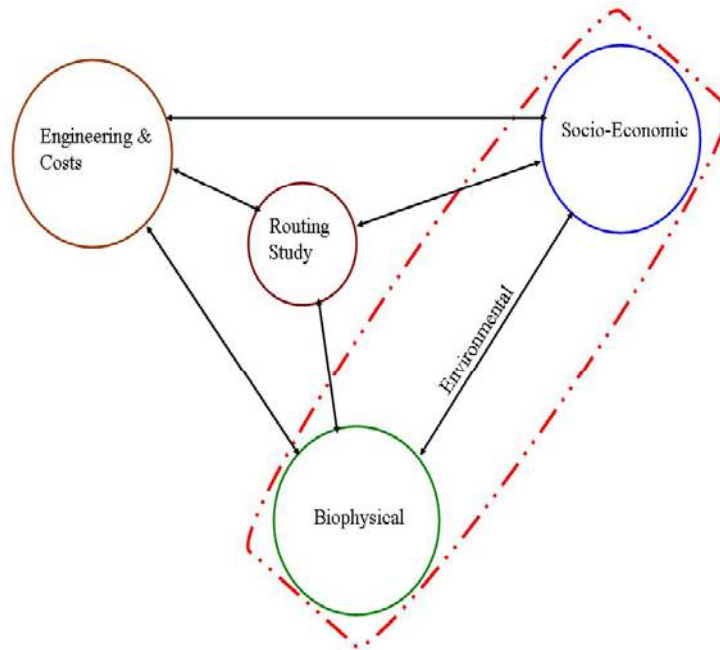 Engineering &
Costs
Socio-Economic
Routing
Study
Environmental
Biophysical